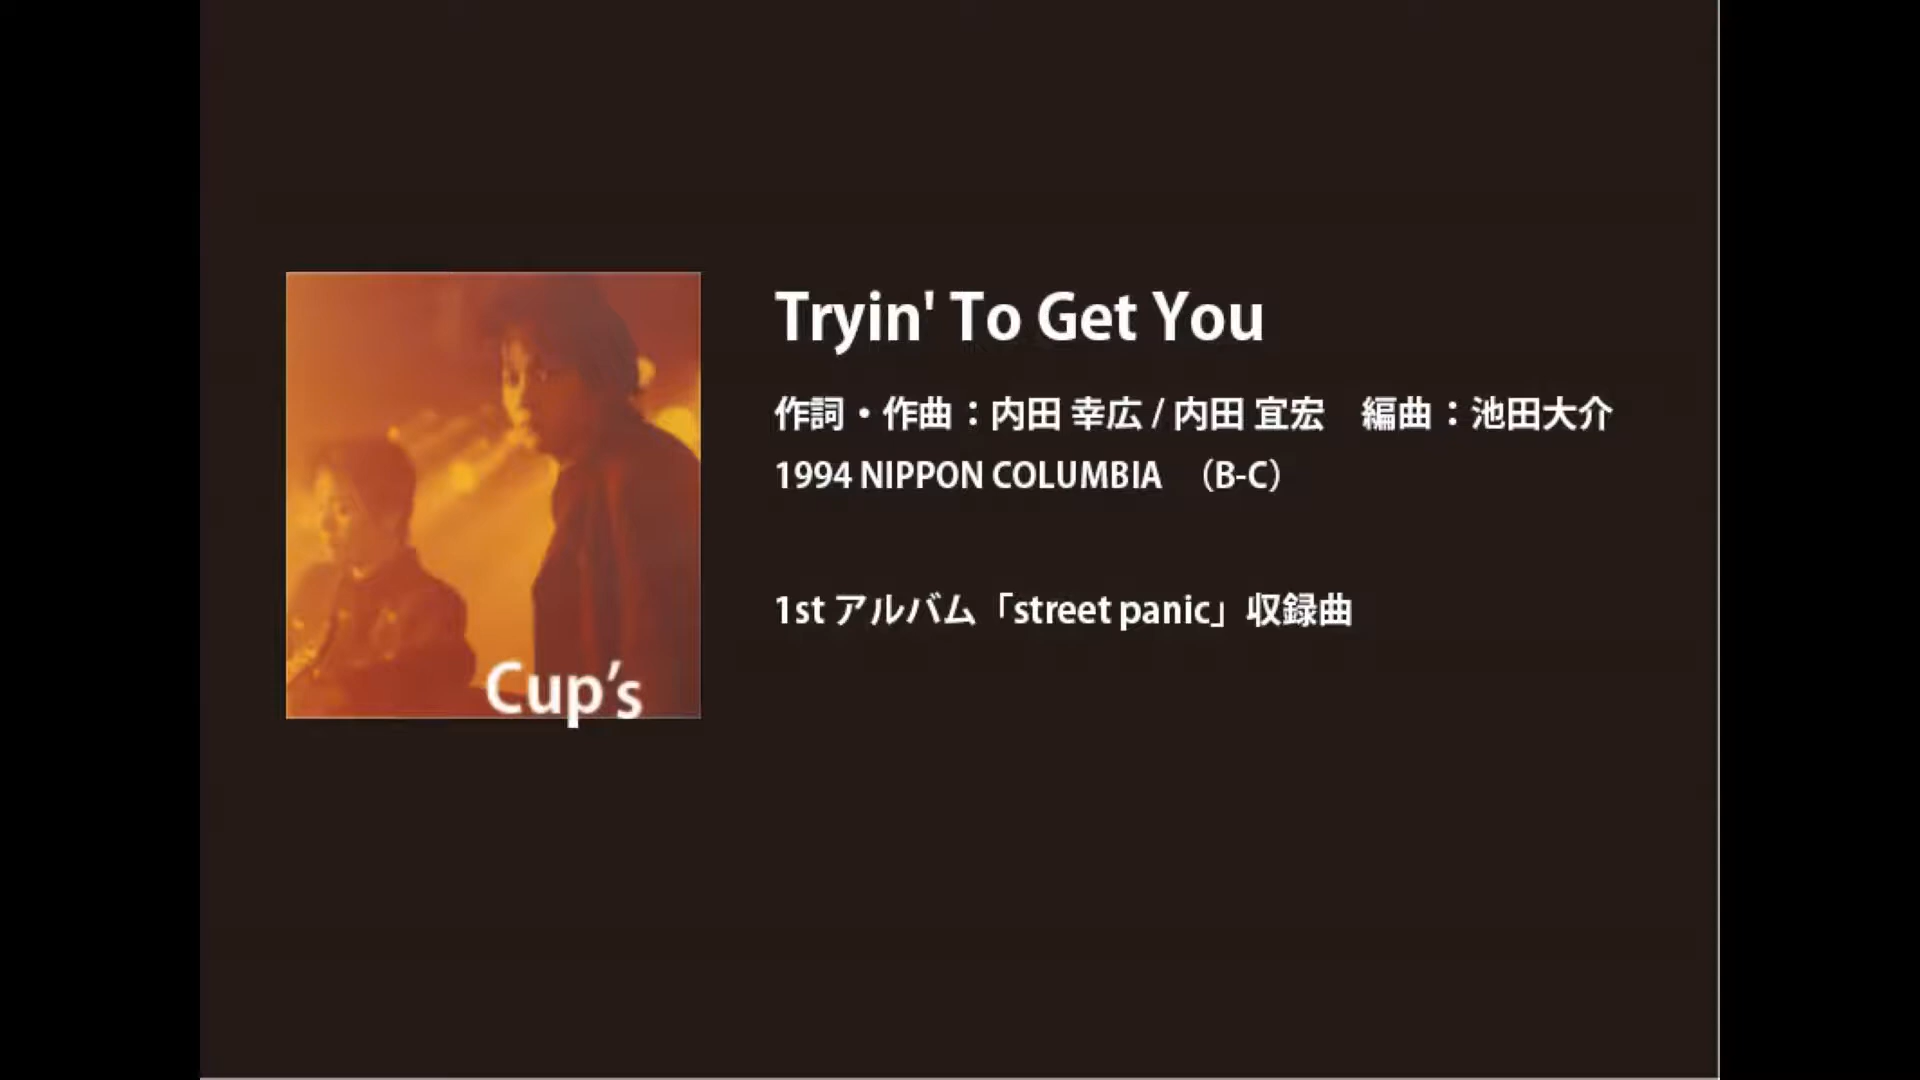 Tryin' To Get You
作詞・作曲：内田 幸広 / 内田 宜宏　編曲：池田大介
1994 NIPPON COLUMBIA　（B-C）
1st アルバム「street panic」収録曲
Cup’s